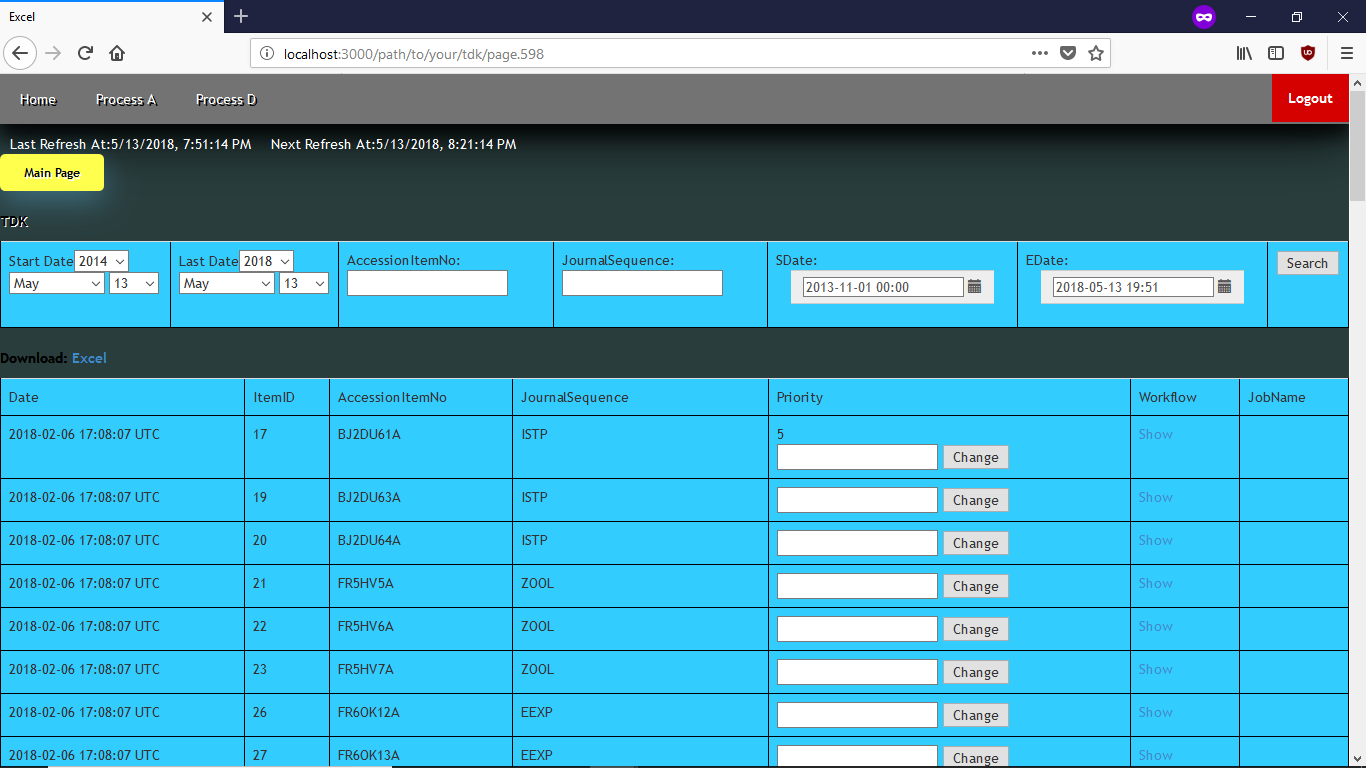 Excel
localhost:3000/path/to/your/tdk/page.598
Home Process A Process D Logout
Last Refresh At:5/13/2018, 7:51:14 PM Next Refresh At:5/13/2018, 8:21:14 PM
Main Page
TDK
Start Date 2014 May 13
Last Date 2018 May 13
AccessionItemNo:
JournalSequence:
SDate: 2013-11-01 00:00
EDate: 2018-05-13 19:51
Search
Download: Excel
Date ItemID AccessionItemNo JournalSequence Priority Workflow JobName
2018-02-06 17:08:07 UTC 17 BJ2DU61A ISTP 5 Show
Change
2018-02-06 17:08:07 UTC 19 BJ2DU63A ISTP Change Show
2018-02-06 17:08:07 UTC 20 BJ2DU64A ISTP Change Show
2018-02-06 17:08:07 UTC 21 FR5HV5A ZOOL Change Show
2018-02-06 17:08:07 UTC 22 FR5HV6A ZOOL Change Show
2018-02-06 17:08:07 UTC 23 FR5HV7A ZOOL Change Show
2018-02-06 17:08:07 UTC 26 FR6OK12A EEXP Change Show
2018-02-06 17:08:07 UTC 27 FR6OK13A EEXP Change Show